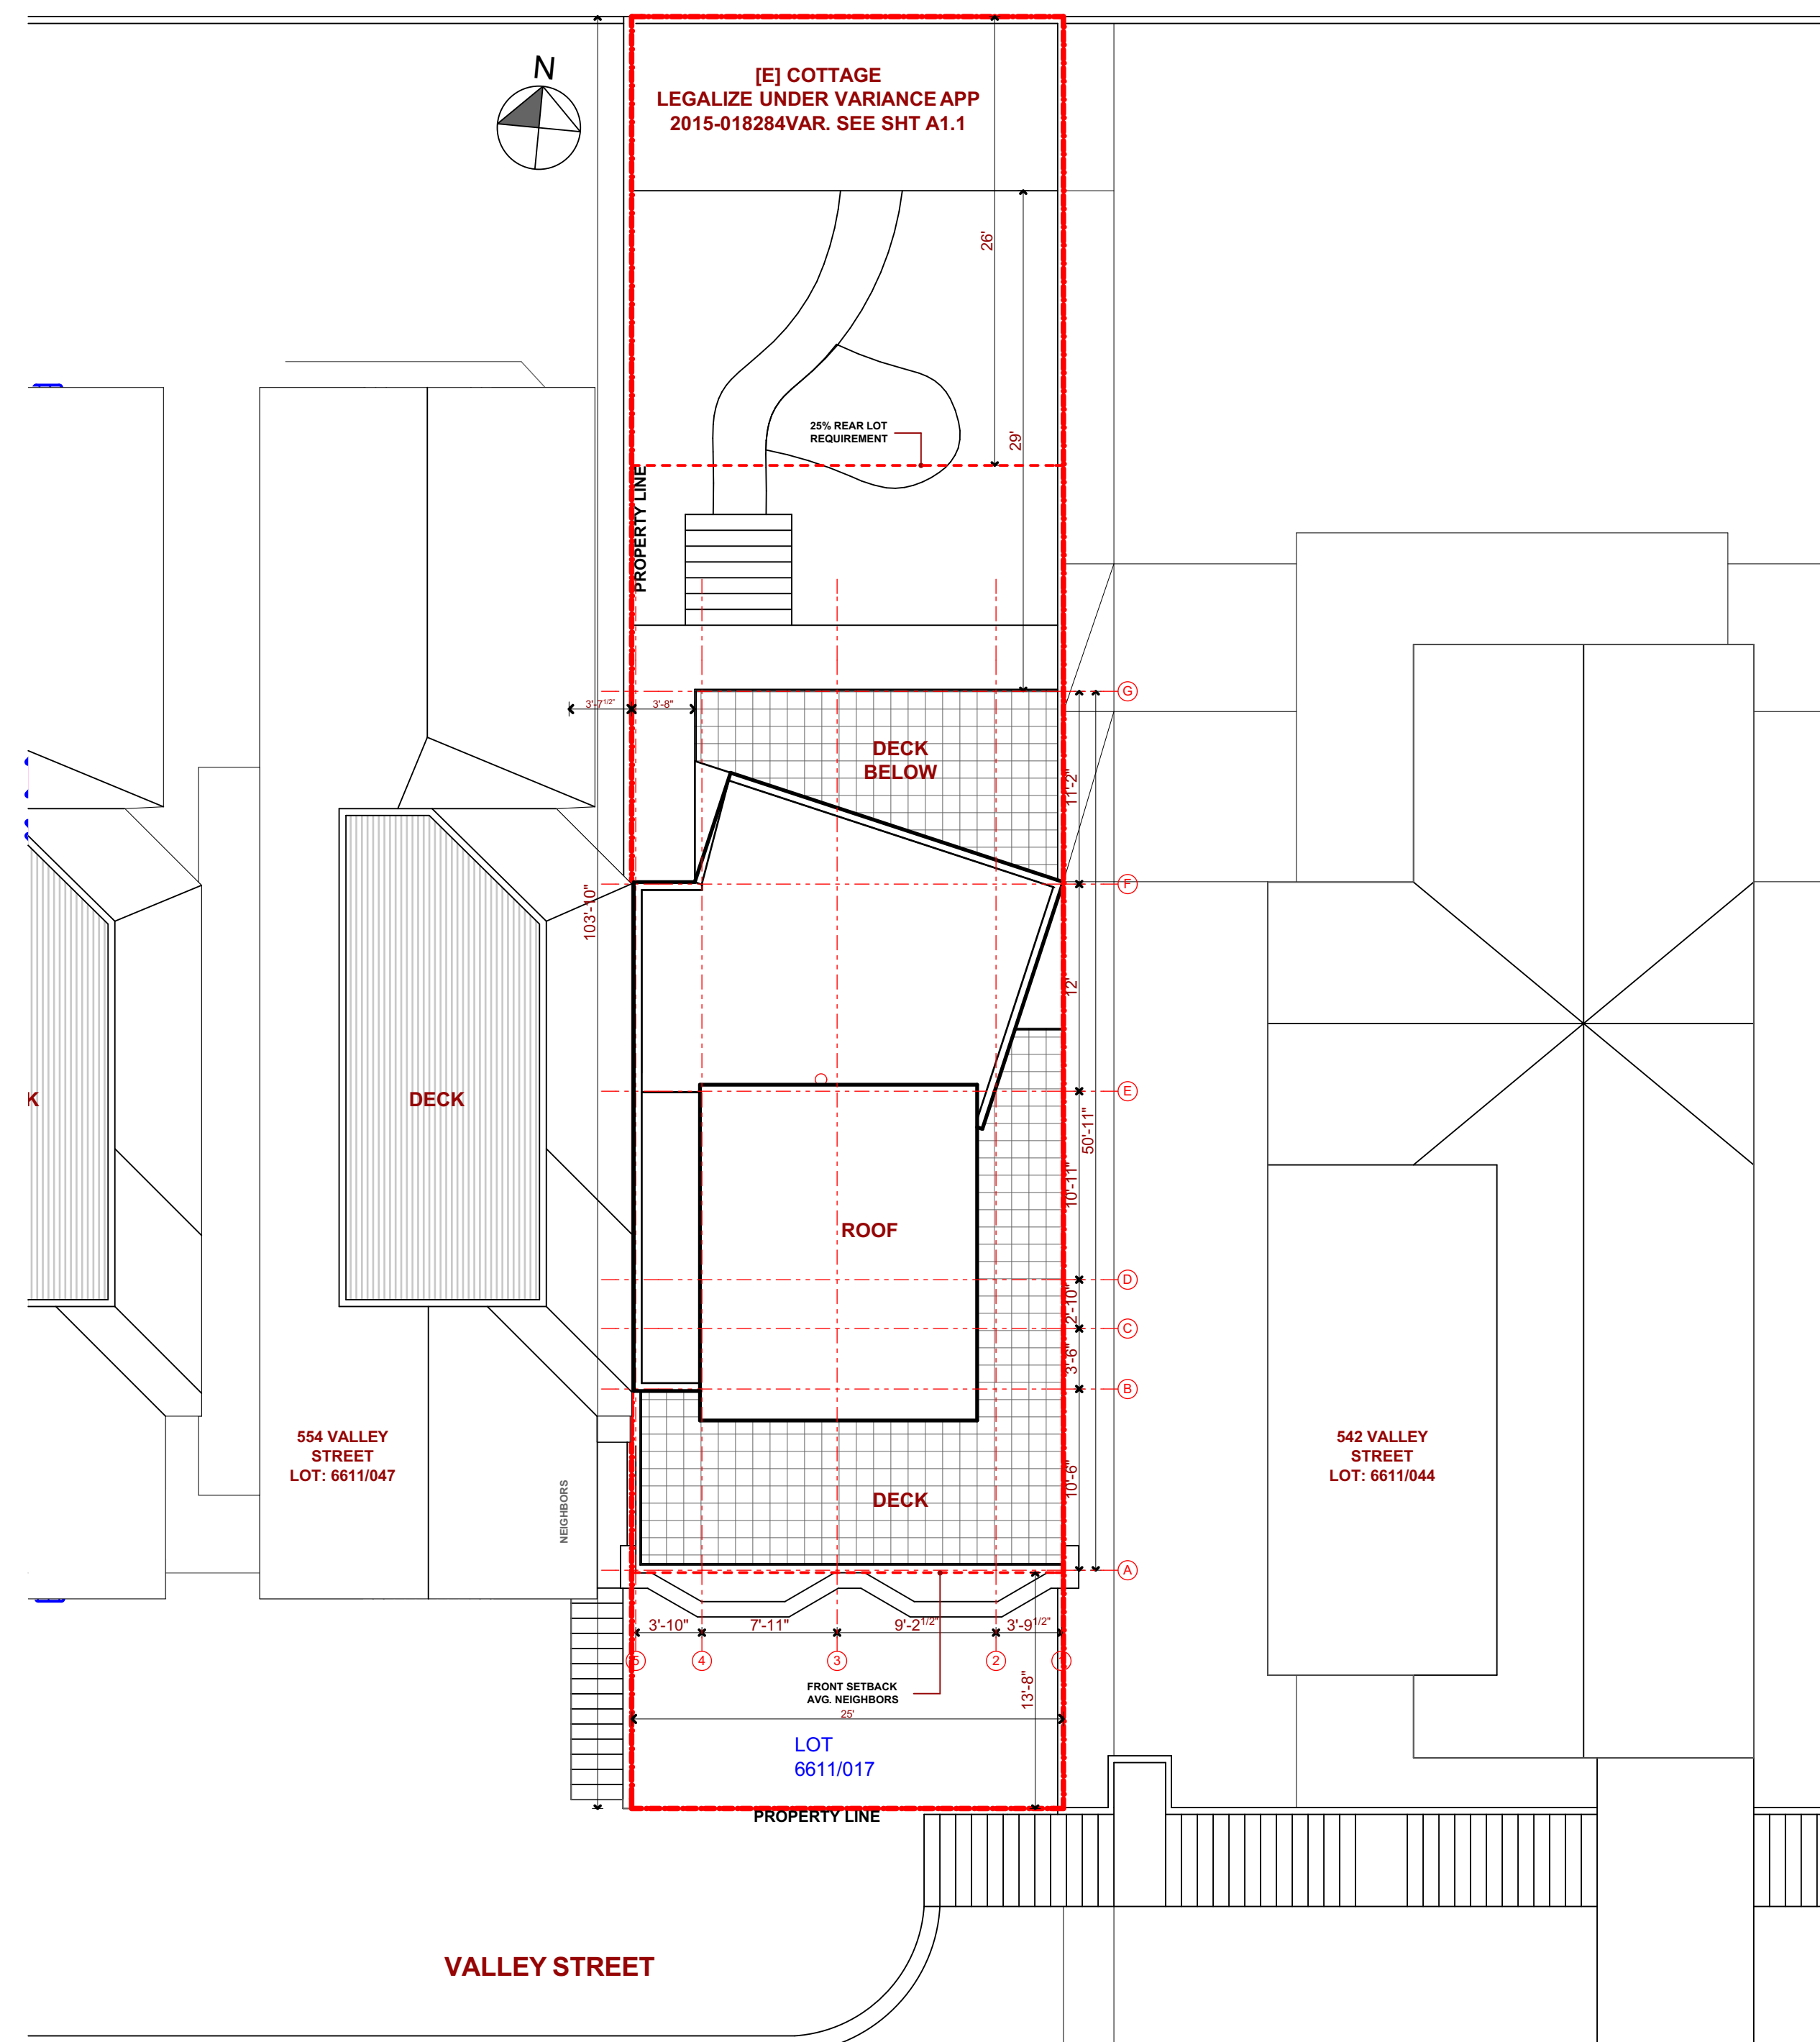 N
[E] COTTAGE
LEGALIZE UNDER VARIANCE APP
2015-018284VAR. SEE SHT A1.1
26'
29'
25% REAR LOT
REQUIREMENT
PROPERTY LINE
G
3'-7 1/2"
3'-8"
DECK
BELOW
11'-2"
F
103'-10"
12'
K
DECK
E
50'-11"
10'-11"
ROOF
D
2'-10"
C
3'-6"
B
554 VALLEY
STREET
LOT: 6611/047
NEIGHBORS
DECK
10'-6"
542 VALLEY
STREET
LOT: 6611/044
A
3'-10"
7'-11"
9'-2 1/2"
3'-9 1/2"
5
4
3
2
1
FRONT SETBACK
AVG. NEIGHBORS
13'-8"
25'
LOT
6611/017
PROPERTY LINE
VALLEY STREET